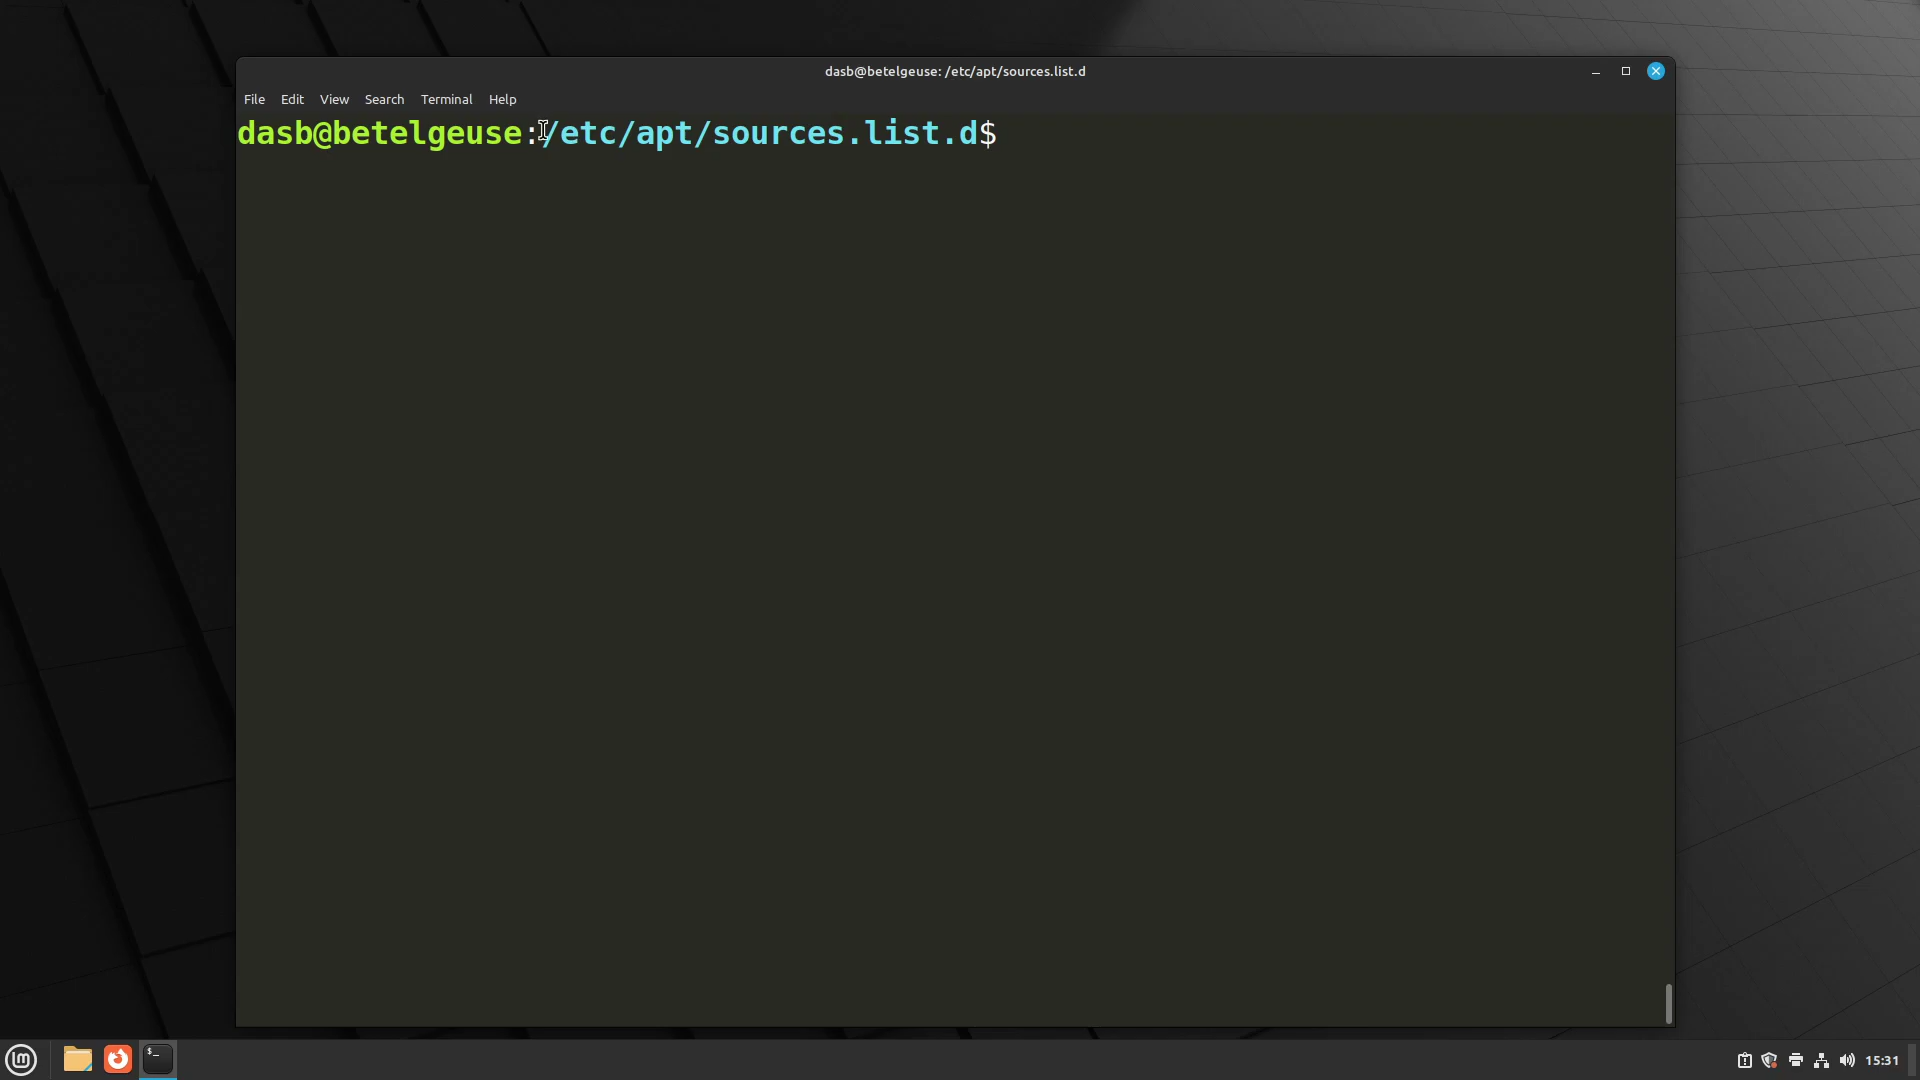 dasb@betelgeuse: /etc/apt/sources.list.d
File Edit View Search Terminal Help
dasb@betelgeuse:/etc/apt/sources.list.d$
$_
lm
15:31